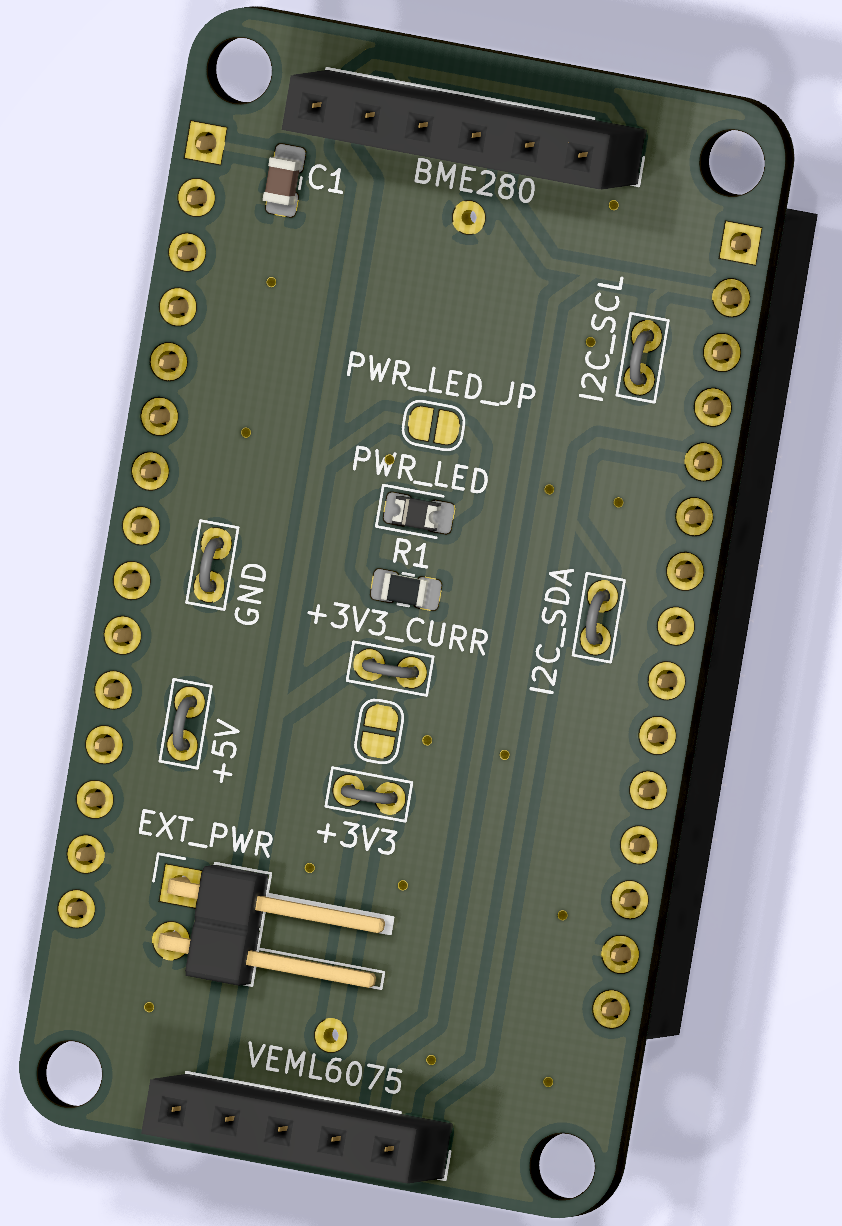 C1
BME280
I2C_SCL
PWR_LED_JP
PWR_LED
R1
GND
+3V3_CURR
I2C_SDA
+5V
+3V3
EXT_PWR
VEML6075